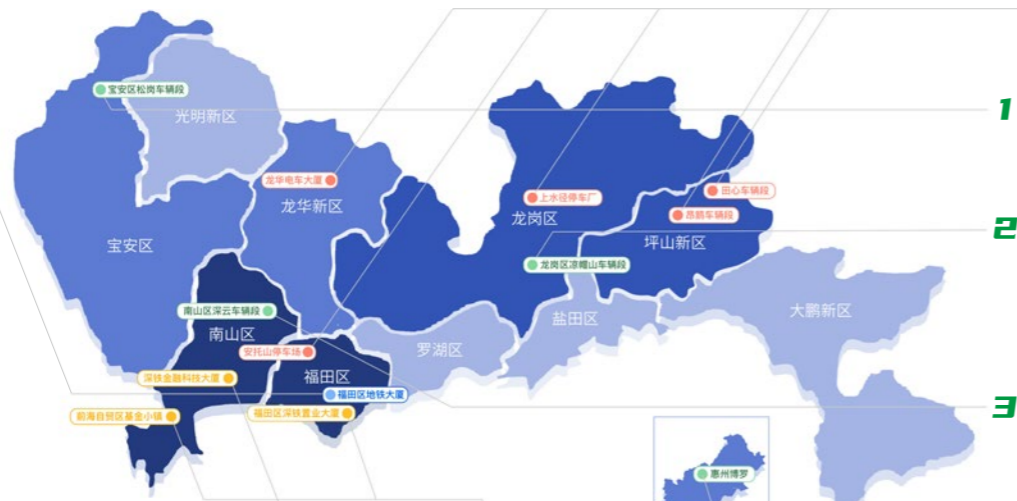 宝安区松岗车辆段
1
光明新区
龙华电车大厦
龙华新区
上水径停车厂
田心车辆段
昂鹅车辆段
龙岗区
坪山新区
2
宝安区
龙岗区凉帽山车辆段
南山区深云车辆段
南山区
盐田区
大鹏新区
安托山停车场
罗湖区
福田区
深铁金融科技大厦
福田区地铁大厦
前海自贸区基金小镇
福田区深铁置业大厦
3
惠州博罗